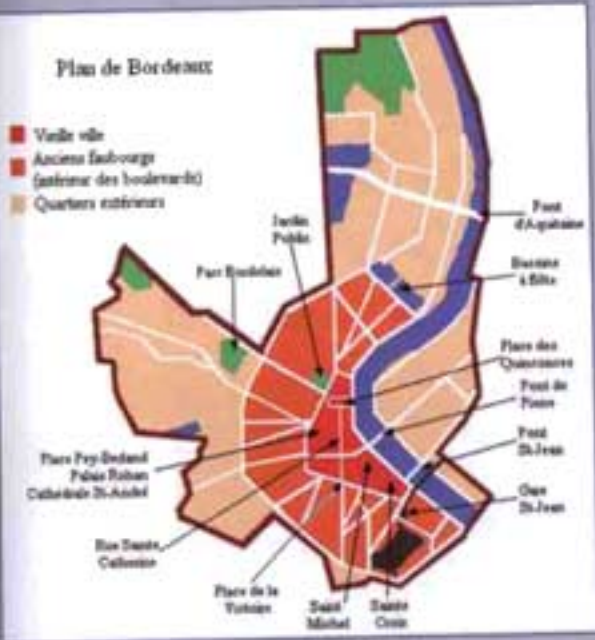 Plan de Bordeaux
Vieille ville
Anciens faubourgs
(intérieur des boulevards)
Quartiers extérieurs
Jardin
Public
Parc Bordelais
Pont
d'Aquitaine
Bassins
à flots
Place des
Quinconces
Pont de
Pierre
Pont
St-Jean
Gare
St-Jean
Place Pey-Berland
Palais Rohan
Cathédrale St-André
Rue Sainte
Catherine
Place de la
Victoire
Saint
Michel
Sainte
Croix